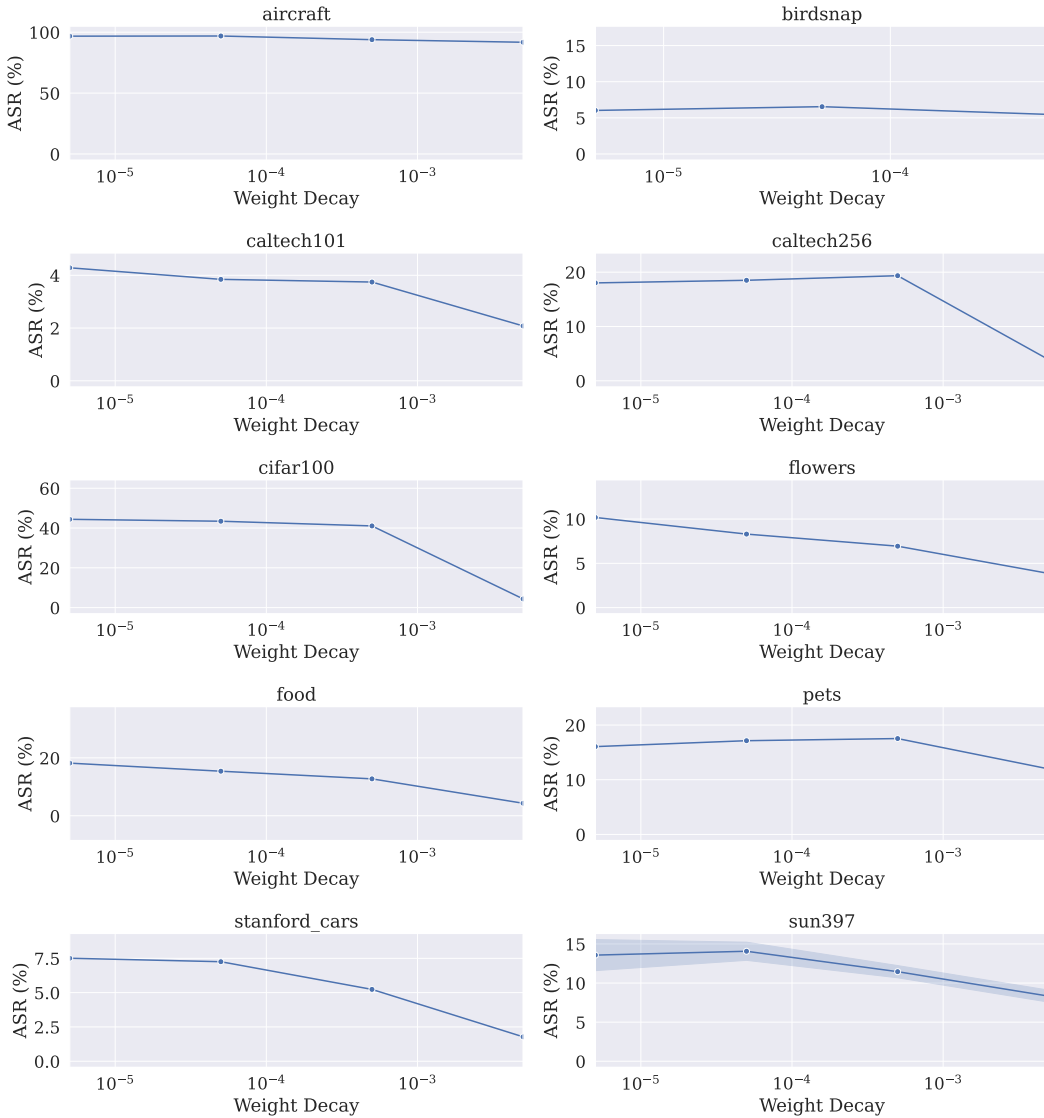 aircraft
ASR (%)
100
50
0
10⁻⁵ 10⁻⁴ 10⁻³
Weight Decay
birdsnap
ASR (%)
15
10
5
0
10⁻⁵ 10⁻⁴
Weight Decay
caltech101
ASR (%)
4
2
0
10⁻⁵ 10⁻⁴ 10⁻³
Weight Decay
caltech256
ASR (%)
20
10
0
10⁻⁵ 10⁻⁴ 10⁻³
Weight Decay
cifar100
ASR (%)
60
40
20
0
10⁻⁵ 10⁻⁴ 10⁻³
Weight Decay
flowers
ASR (%)
10
5
0
10⁻⁵ 10⁻⁴ 10⁻³
Weight Decay
food
ASR (%)
20
0
10⁻⁵ 10⁻⁴ 10⁻³
Weight Decay
pets
ASR (%)
20
10
0
10⁻⁵ 10⁻⁴ 10⁻³
Weight Decay
stanford_cars
ASR (%)
7.5
5.0
2.5
0.0
10⁻⁵ 10⁻⁴ 10⁻³
Weight Decay
sun397
ASR (%)
15
10
5
0
10⁻⁵ 10⁻⁴ 10⁻³
Weight Decay